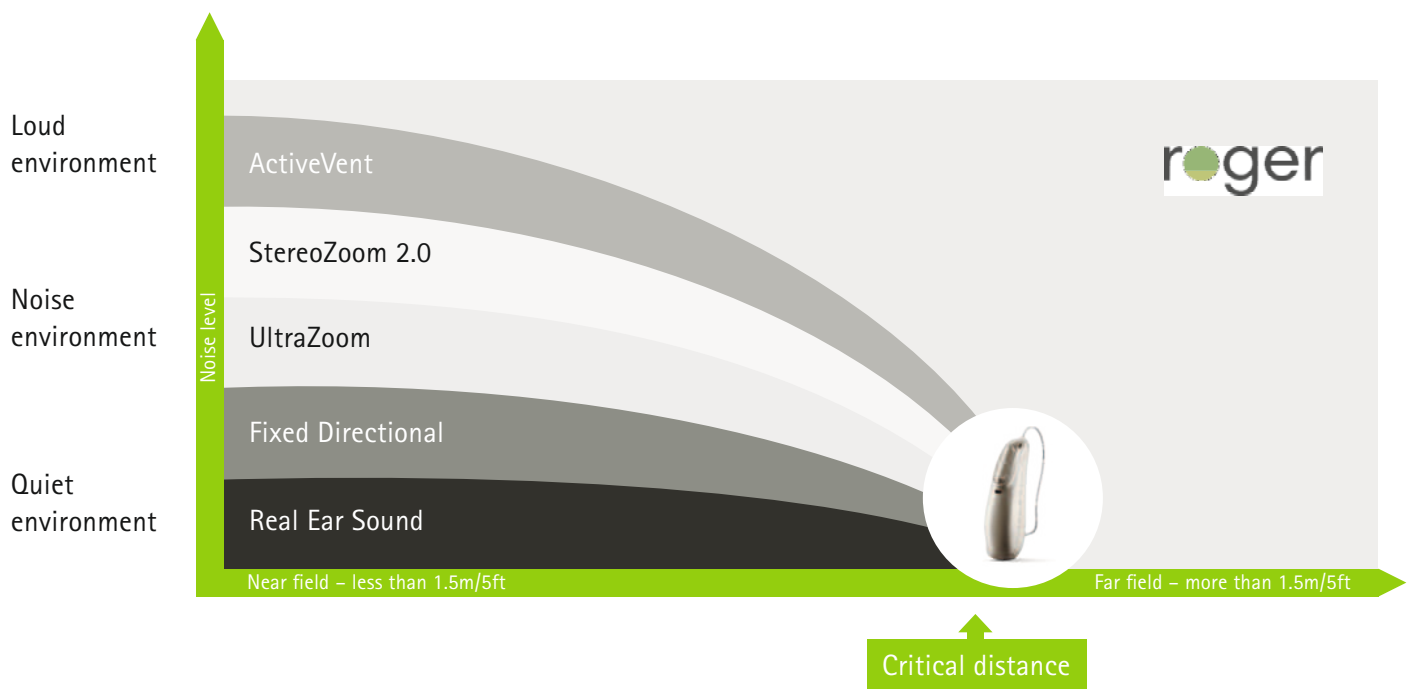 Loud
environment
ActiveVent
roger
StereoZoom 2.0
Noise
environment
Noise level
UltraZoom
Fixed Directional
Quiet
environment
Real Ear Sound
Near field – less than 1.5m/5ft
Far field – more than 1.5m/5ft
Critical distance